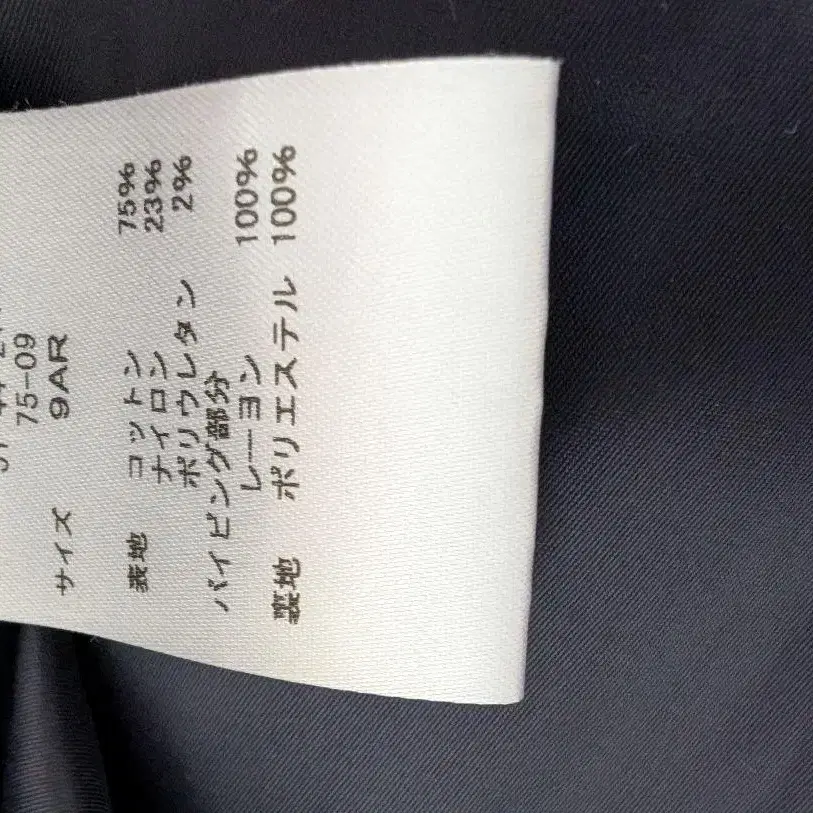 75-09
サイズ 9AR
表地 コットン 75%
ナイロン 23%
ポリウレタン 2%
パイピング部分
レーヨン 100%
裏地 ポリエステル 100%